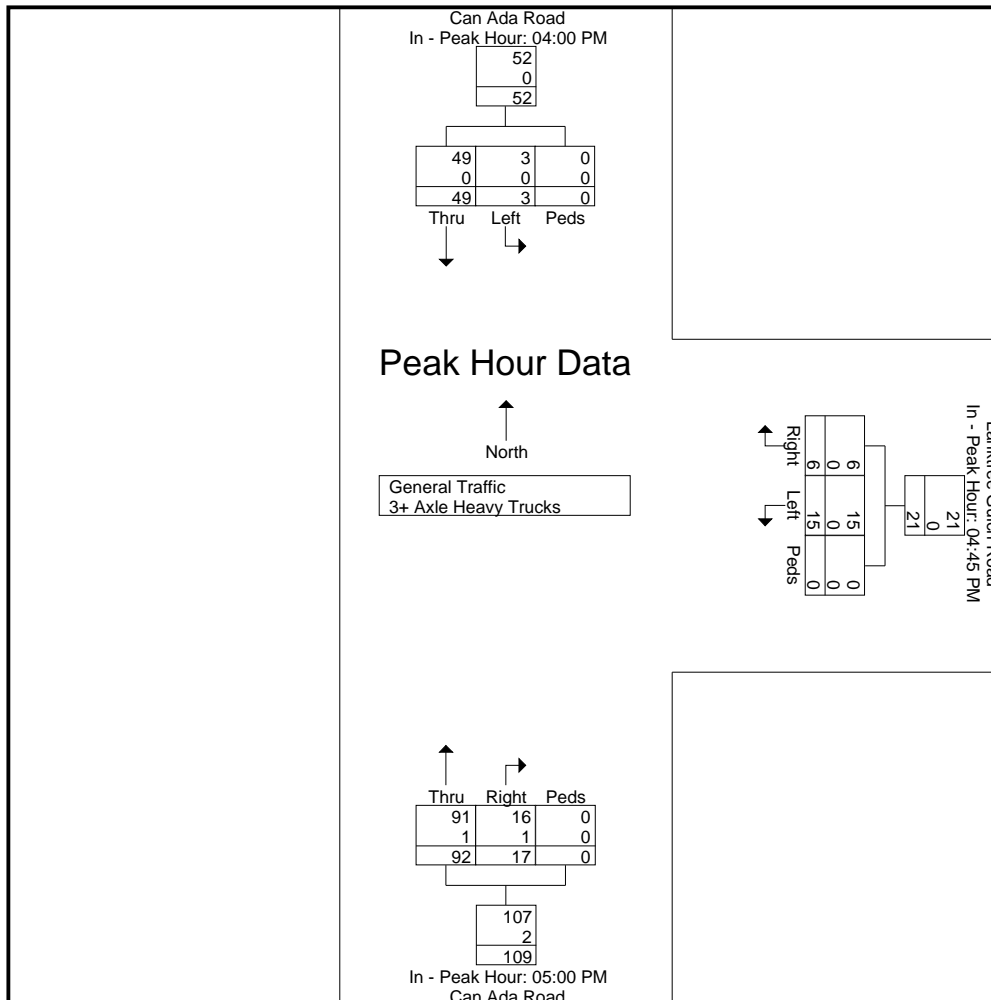 Can Ada Road
In - Peak Hour: 04:00 PM
52
0
52
49 3 0
0 0 0
49 3 0
Thru Left Peds
Peak Hour Data
North
General Traffic
3+ Axle Heavy Trucks
Road
In - Peak Hour: 04:45 PM
21
0
21
6 15 0
0 0 0
6 15 0
Right Left Peds
Thru Right Peds
91 16 0
1 1 0
92 17 0
107
2
109
In - Peak Hour: 05:00 PM
Can Ada Road